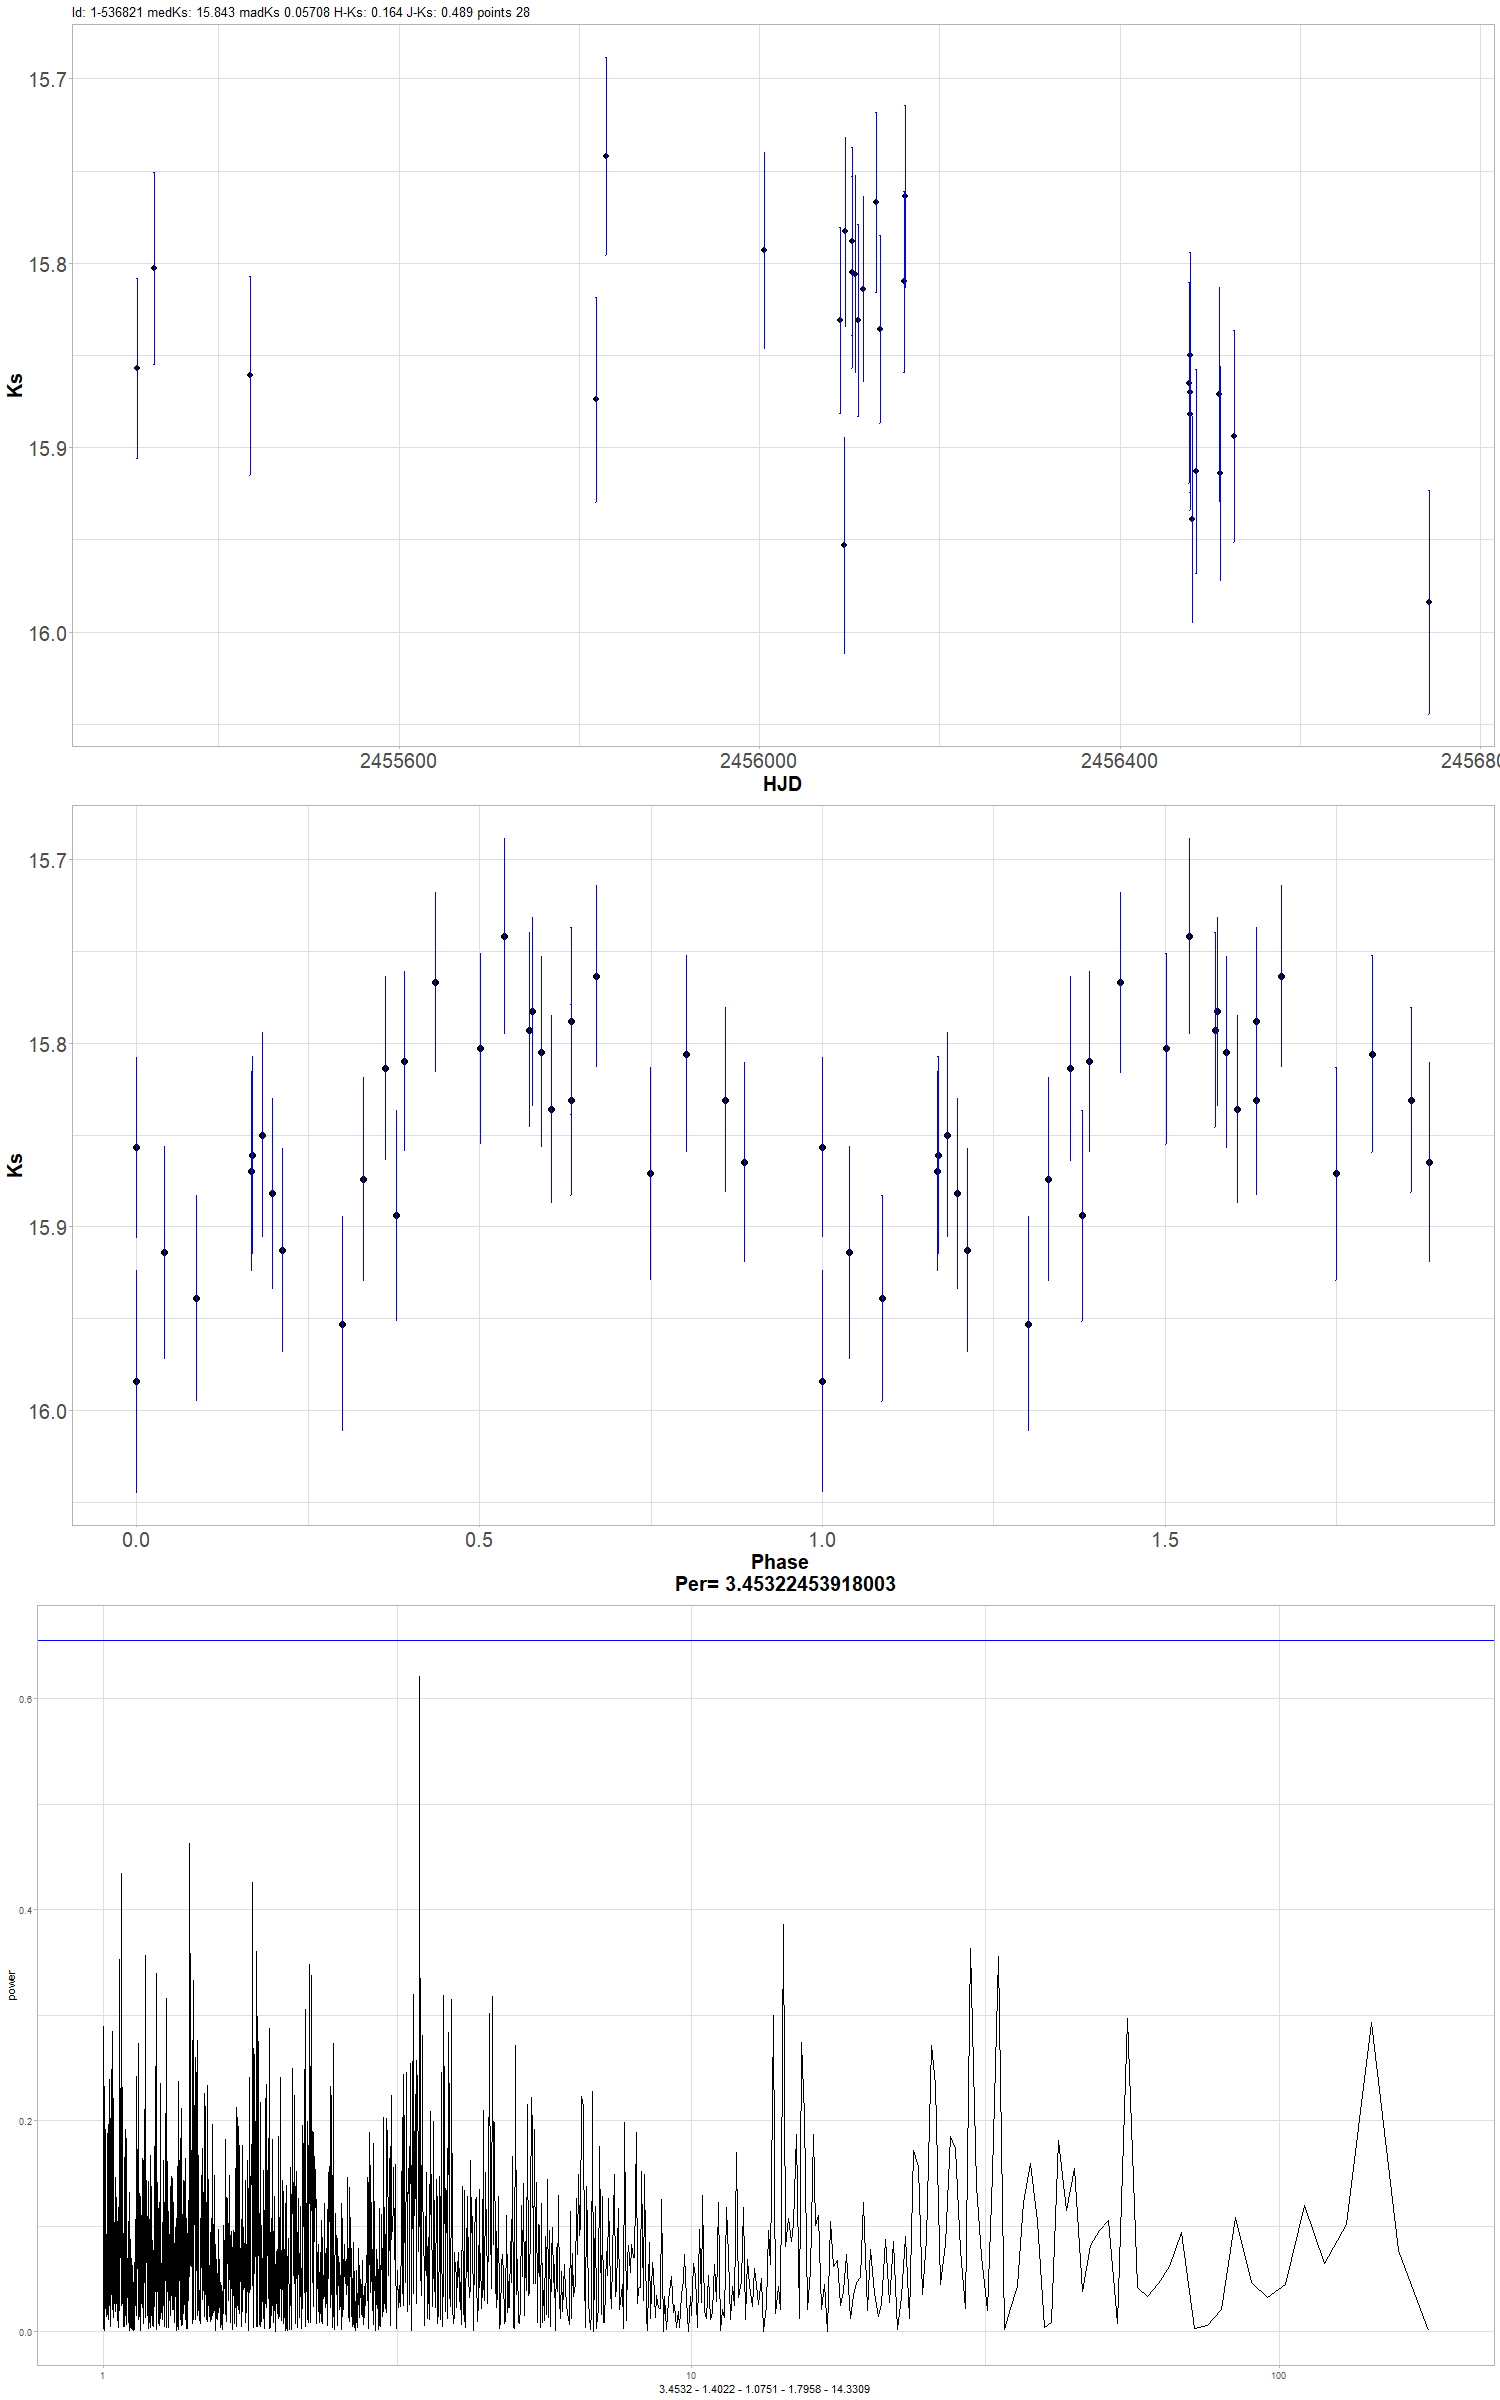 Id: 1-536821 medKs: 15.843 madKs 0.05708 H-Ks: 0.164 J-Ks: 0.489 points 28
15.7
15.8
15.9
16.0
Ks
2455600
2456000
2456400
245680
HJD
15.7
15.8
15.9
16.0
Ks
0.0
0.5
1.0
1.5
Phase
Per= 3.45322453918003
0.6
0.4
0.2
0.0
power
1
10
100
3.4532 - 1.4022 - 1.0751 - 1.7958 - 14.3309